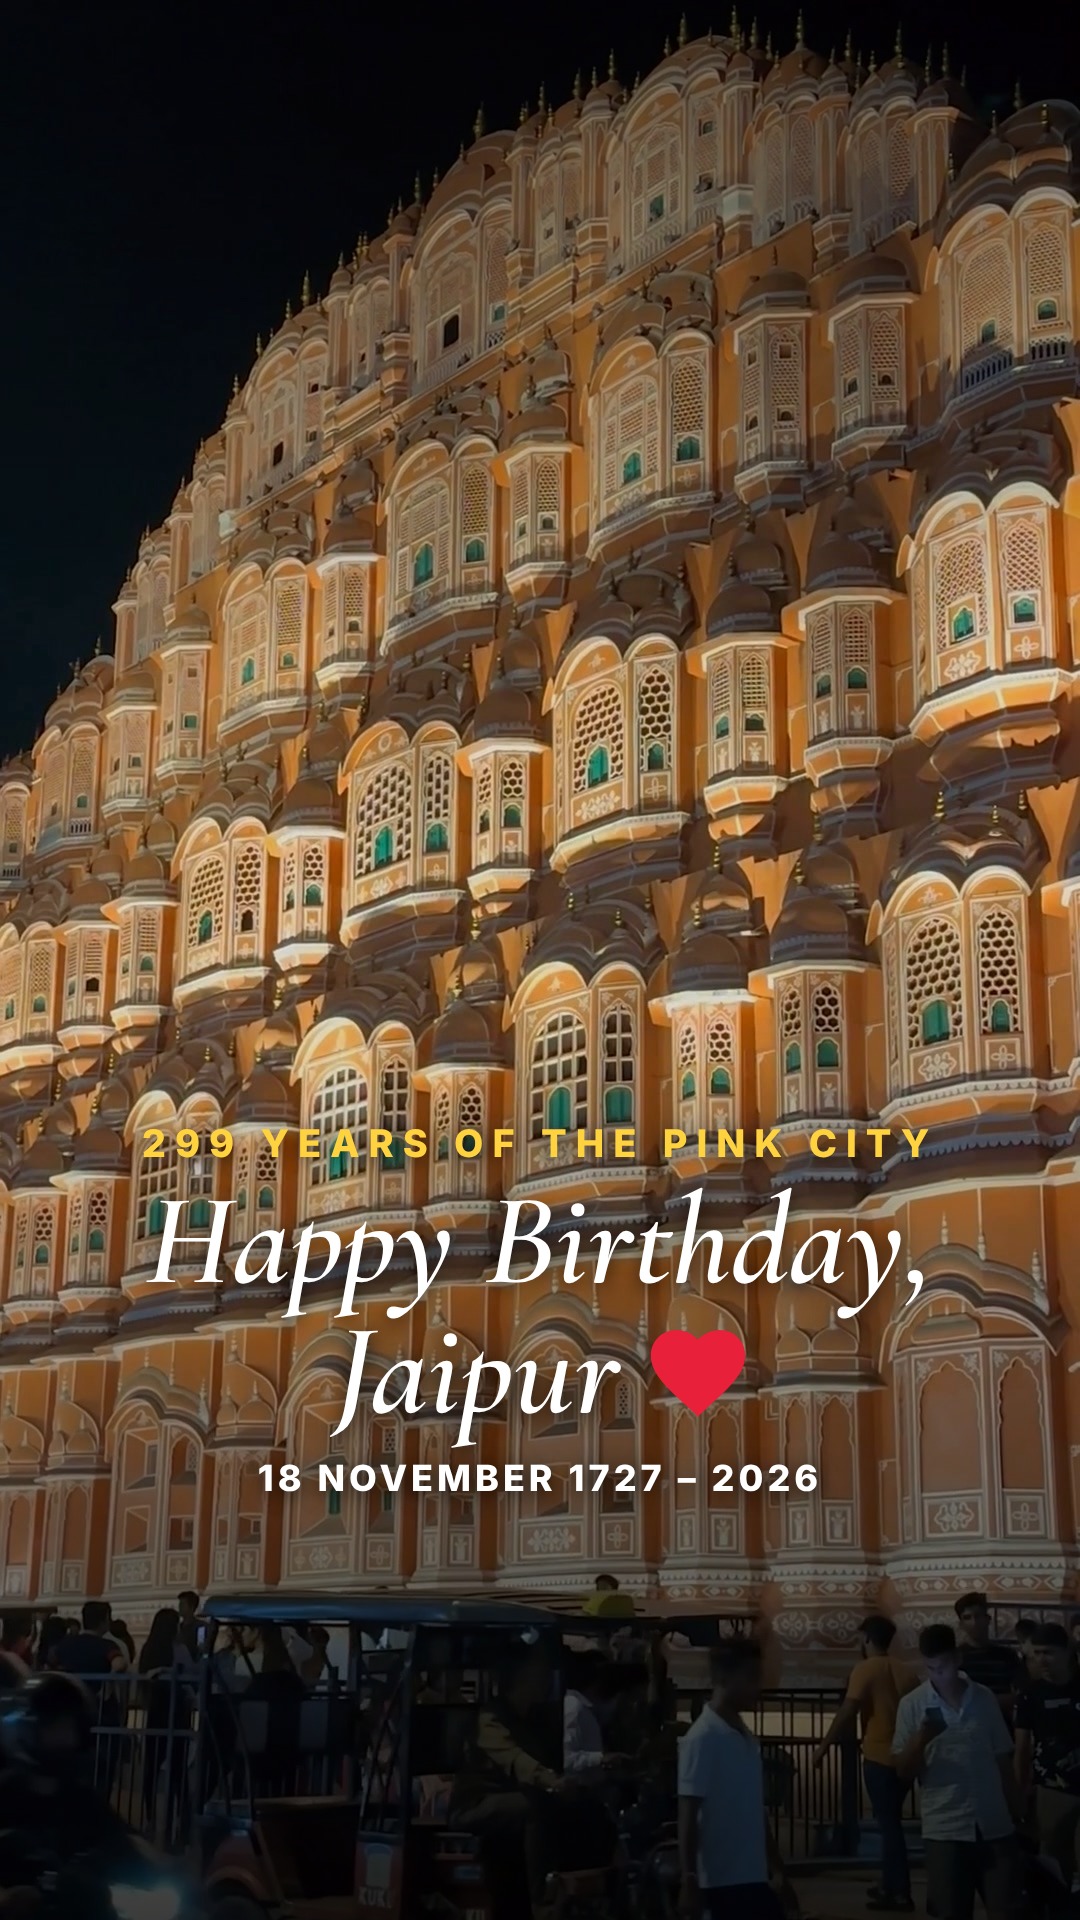 299 YEARS OF THE PINK CITY
Happy Birthday,
Jaipur ❤️
18 NOVEMBER 1727 – 2026